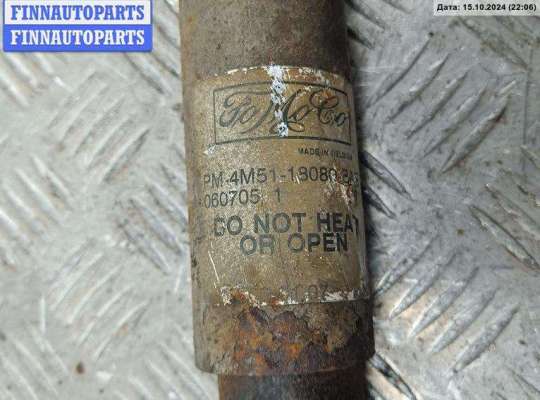 FINNAUTOPARTS
FINNAUTOPARTS
Дата: 15.10.2024 (22:06)
FoMoCo
MADE IN
PM 4M51-18080
060705 1
DO NOT HEAT
OR OPEN